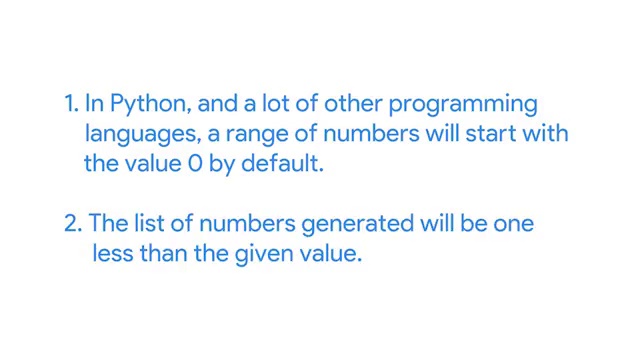 1. In Python, and a lot of other programming
languages, a range of numbers will start with
the value 0 by default.
2. The list of numbers generated will be one
less than the given value.